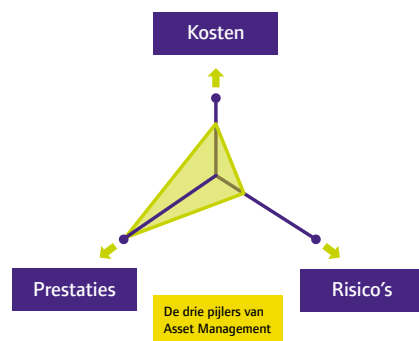 Kosten
Prestaties
Risico's
De drie pijlers van
Asset Management